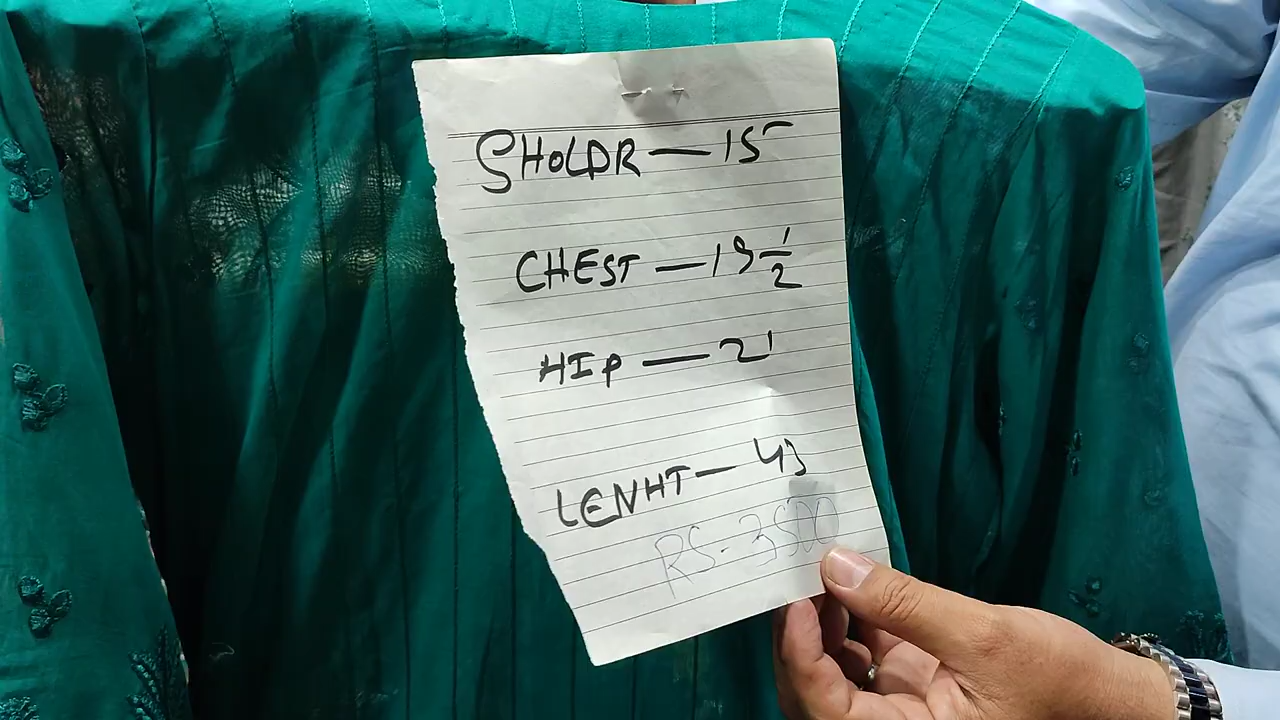 SHOLDR — 15
CHEST — 19 1/2
HIP — 21
LENHT — 43
RS - 3500